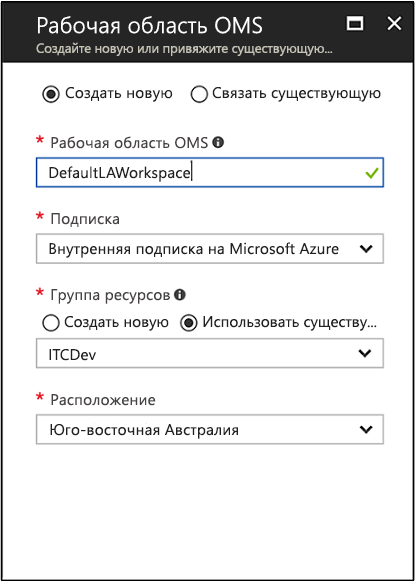 Рабочая область OMS
Создайте новую или привяжите существующую...
Создать новую Связать существующую
* Рабочая область OMS
DefaultLAWorkspace
* Подписка
Внутренняя подписка на Microsoft Azure
* Группа ресурсов
Создать новую Использовать существу...
ITCDev
* Расположение
Юго-восточная Австралия